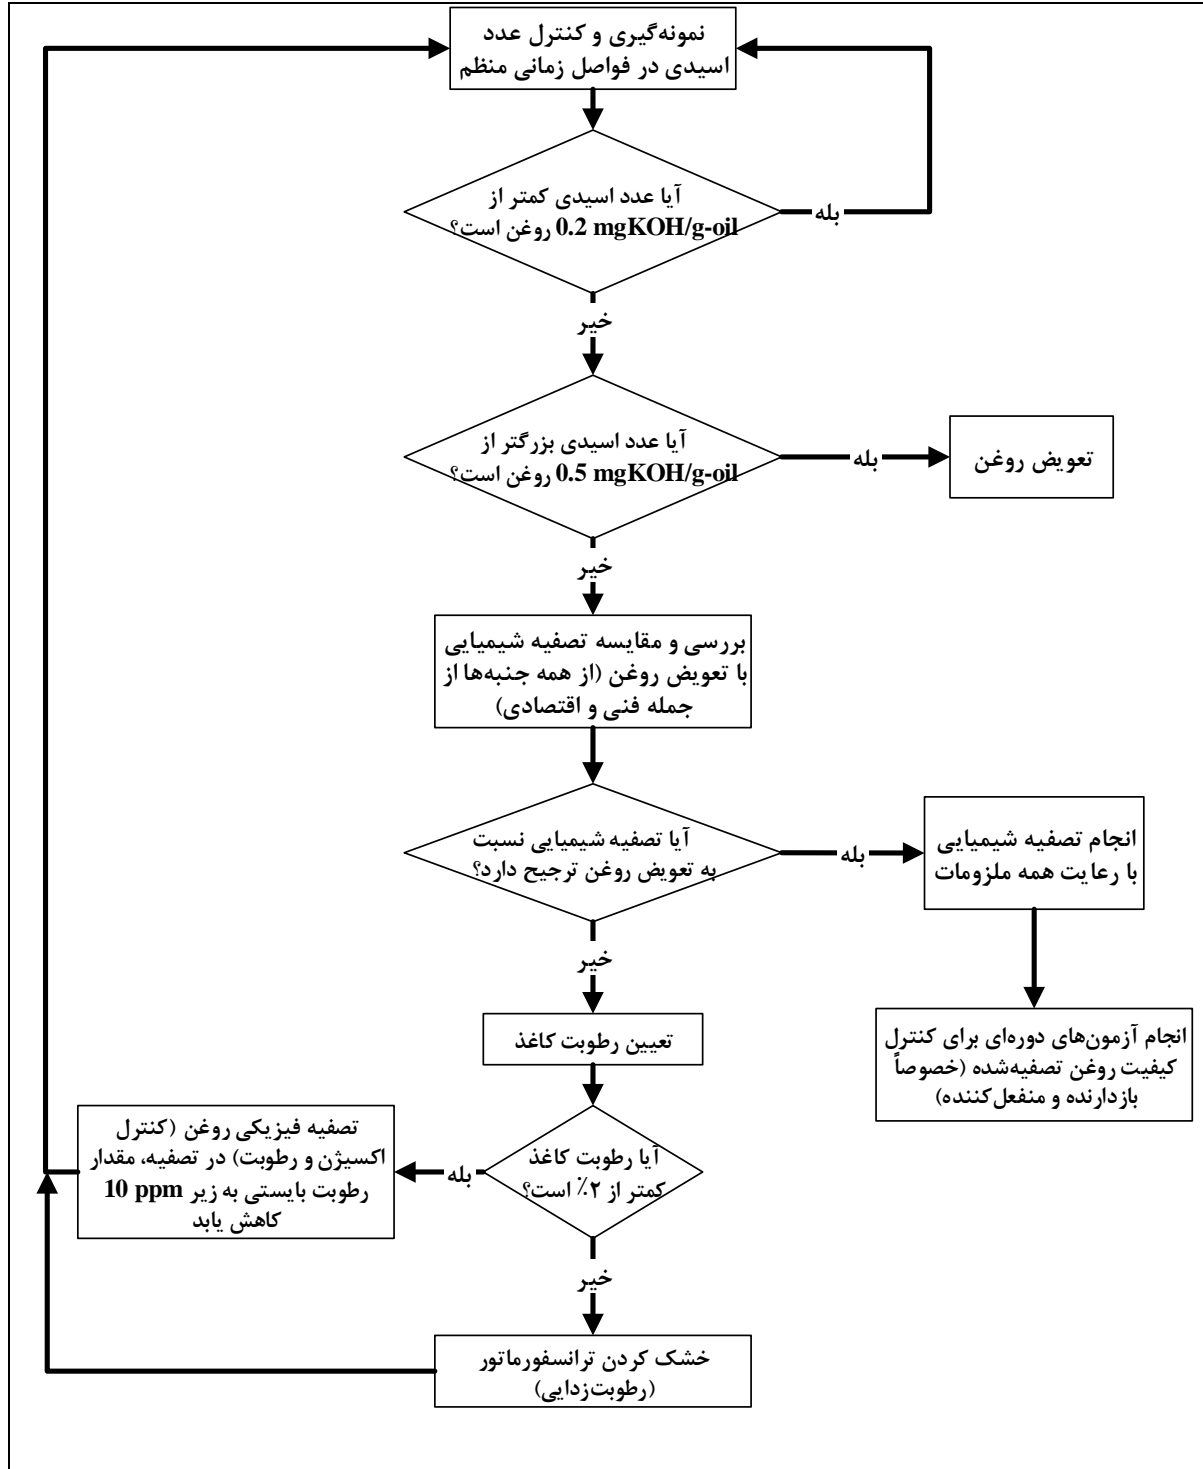 نمونه‌گیری و کنترل عدد
اسیدی در فواصل زمانی منظم
آیا عدد اسیدی کمتر از
0.2 mgKOH/g-oil روغن است؟
بله
خیر
آیا عدد اسیدی بزرگتر از
0.5 mgKOH/g-oil روغن است؟
بله
تعویض روغن
خیر
بررسی و مقایسه تصفیه شیمیایی
با تعویض روغن (از همه جنبه‌ها از
جمله فنی و اقتصادی)
آیا تصفیه شیمیایی نسبت
به تعویض روغن ترجیح دارد؟
بله
انجام تصفیه شیمیایی
با رعایت همه ملزومات
انجام آزمون‌های دوره‌ای برای کنترل
کیفیت روغن تصفیه‌شده (خصوصاً
بازدارنده و منفعل‌کننده)
خیر
تعیین رطوبت کاغذ
آیا رطوبت کاغذ
کمتر از ۲٪ است؟
بله
تصفیه فیزیکی روغن (کنترل
اکسیژن و رطوبت) در تصفیه، مقدار
رطوبت بایستی به زیر 10 ppm
کاهش یابد
خیر
خشک کردن ترانسفورماتور
(رطوبت‌زدایی)